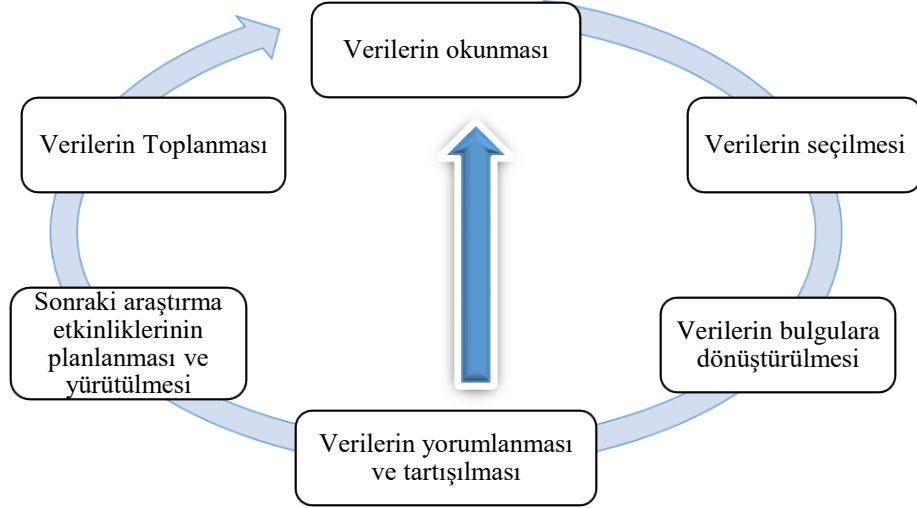 Verilerin okunması
Verilerin seçilmesi
Verilerin bulgulara
dönüştürülmesi
Verilerin yorumlanması
ve tartışılması
Sonraki araştırma
etkinliklerinin
planlanması ve
yürütülmesi
Verilerin Toplanması